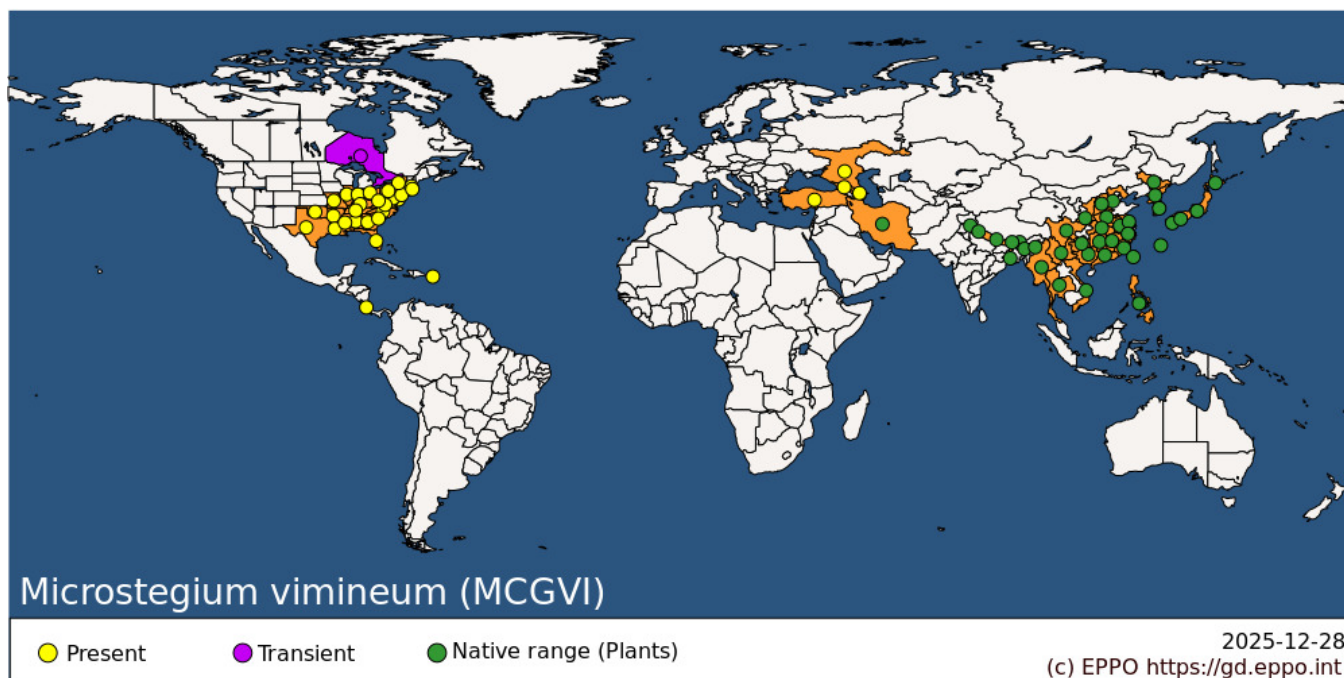 Microstegium vimineum (MCGVI)
Present
Transient
Native range (Plants)
2025-12-28
(c) EPPO https://gd.eppo.int